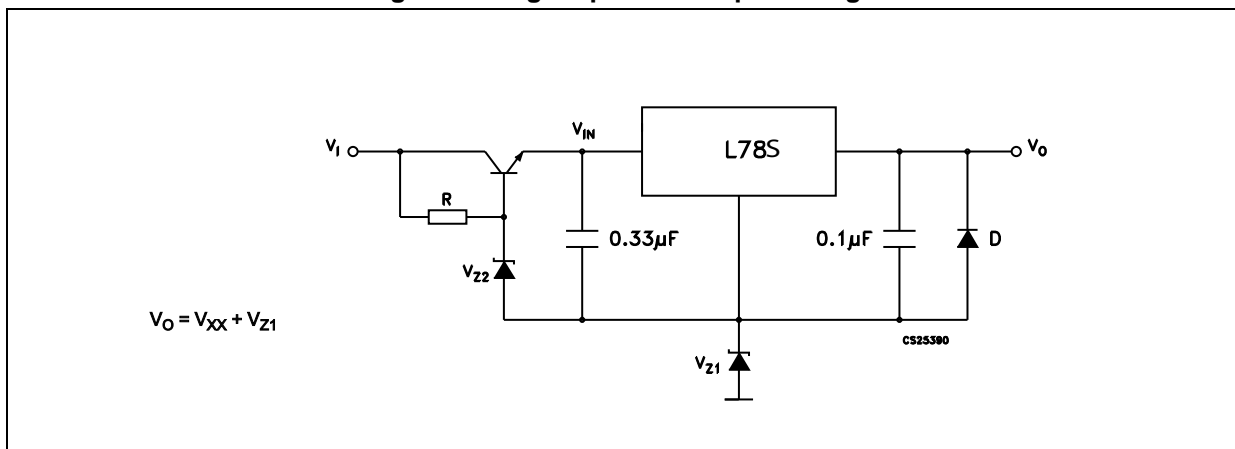 V_I
V_IN
L78S
V_O
R
0.33µF
0.1µF
D
V_Z2
V_O = V_XX + V_Z1
CS25390
V_Z1